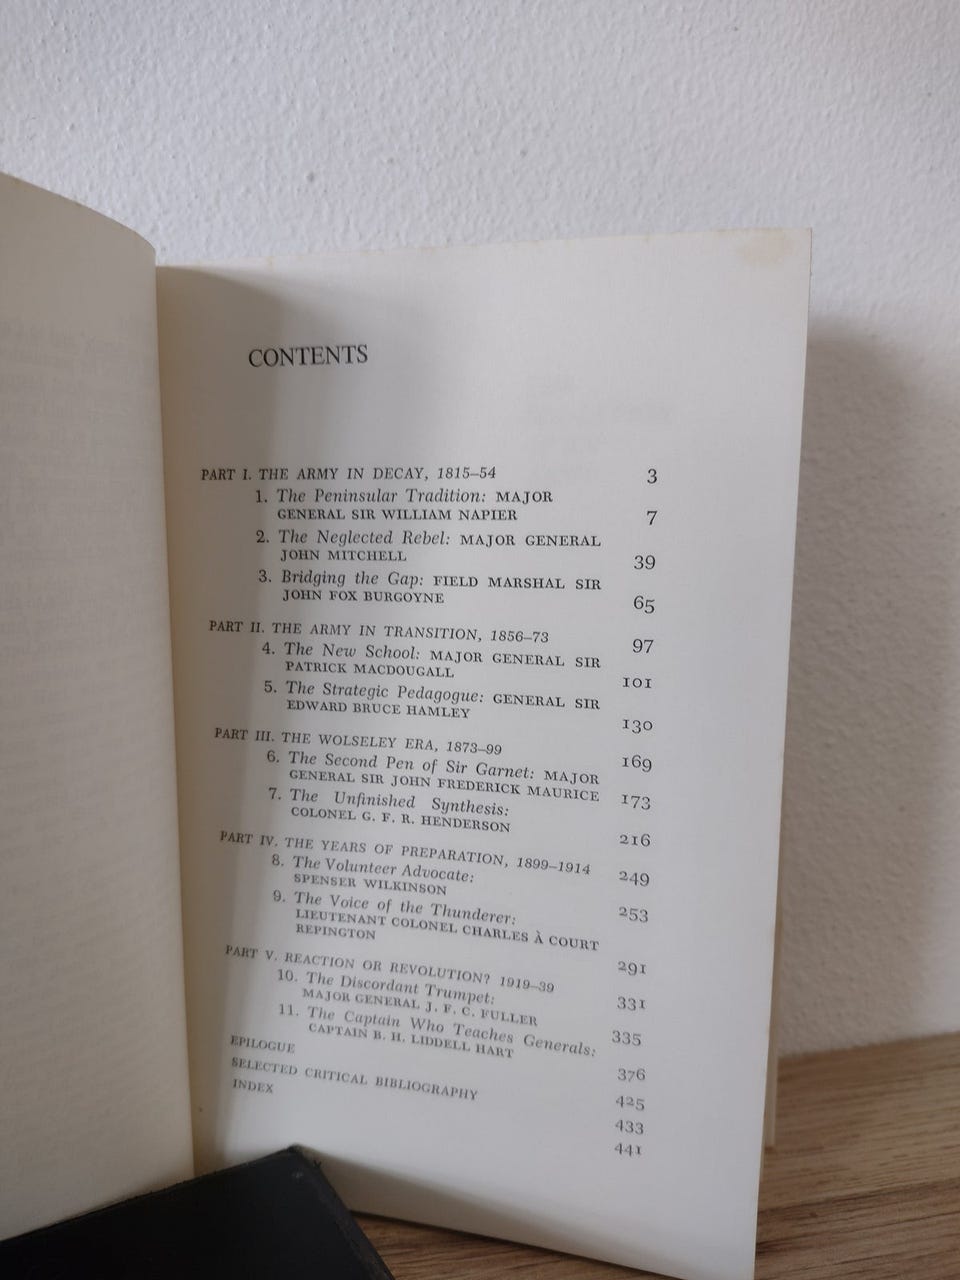 CONTENTS
PART I. THE ARMY IN DECAY, 1815–54 3
1. The Peninsular Tradition: MAJOR
GENERAL SIR WILLIAM NAPIER 7
2. The Neglected Rebel: MAJOR GENERAL
JOHN MITCHELL 39
3. Bridging the Gap: FIELD MARSHAL SIR
JOHN FOX BURGOYNE 65
PART II. THE ARMY IN TRANSITION, 1856–73 97
4. The New School: MAJOR GENERAL SIR
PATRICK MACDOUGALL 101
5. The Strategic Pedagogue: GENERAL SIR
EDWARD BRUCE HAMLEY 130
PART III. THE WOLSELEY ERA, 1873–99 169
6. The Second Pen of Sir Garnet: MAJOR
GENERAL SIR JOHN FREDERICK MAURICE 173
7. The Unfinished Synthesis:
COLONEL G. F. R. HENDERSON 216
PART IV. THE YEARS OF PREPARATION, 1899–1914 249
8. The Volunteer Advocate:
SPENSER WILKINSON 253
9. The Voice of the Thunderer:
LIEUTENANT COLONEL CHARLES À COURT
REPINGTON 291
PART V. REACTION OR REVOLUTION? 1919–39 331
10. The Discordant Trumpet:
MAJOR GENERAL J. F. C. FULLER 335
11. The Captain Who Teaches Generals:
CAPTAIN B. H. LIDDELL HART 376
EPILOGUE 425
SELECTED CRITICAL BIBLIOGRAPHY 433
INDEX 441